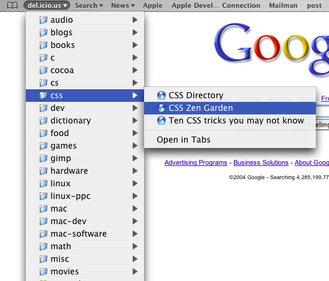 del.icio.us Search News Apple Apple Devel... Connection Mailman post
audio
blogs
books
c
cocoa
cs
css
dev
dictionary
food
games
gimp
hardware
linux
linux-ppc
mac
mac-dev
mac-software
math
misc
movies
CSS Directory
CSS Zen Garden
Ten CSS tricks you may not know
Open in Tabs
Goog
Advertising Programs - Business Solutions - About Goog
©2004 Google - Searching 4,285,199,77